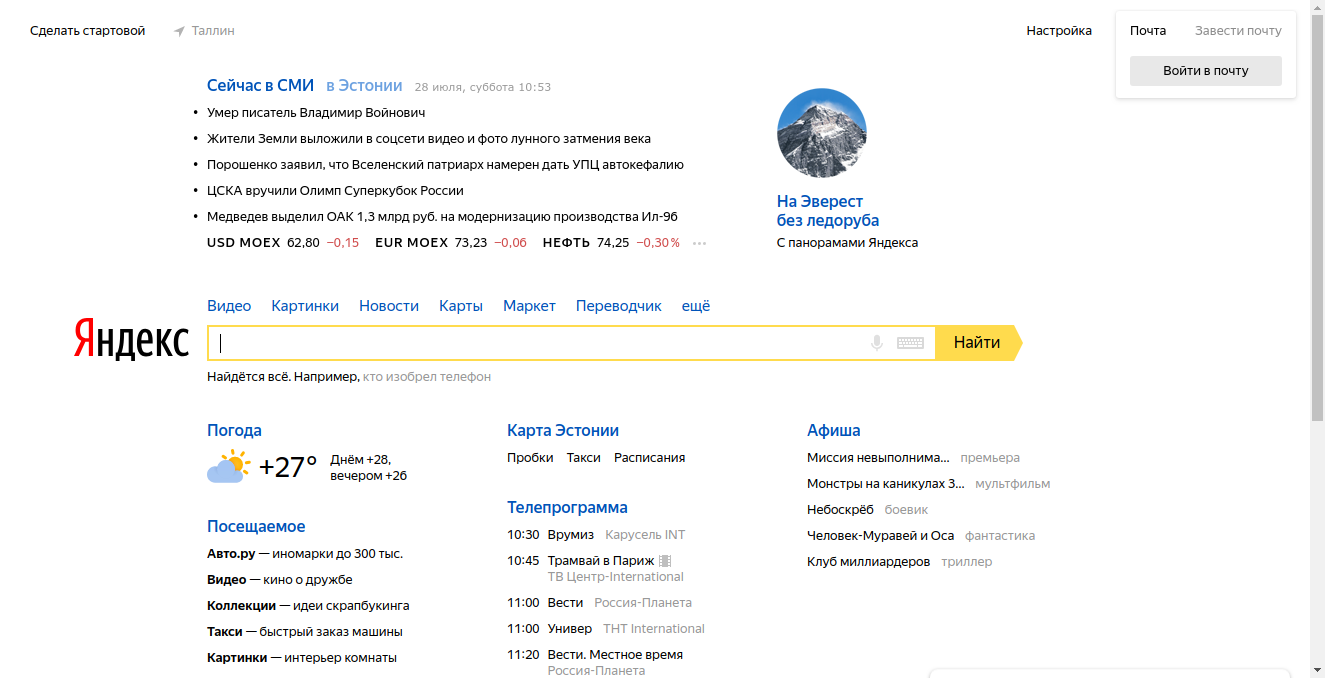 Сделать стартовой Таллин Настройка Почта Завести почту
Войти в почту
Сейчас в СМИ в Эстонии 28 июля, суббота 10:53
• Умер писатель Владимир Войнович
• Жители Земли выложили в соцсети видео и фото лунного затмения века
• Порошенко заявил, что Вселенский патриарх намерен дать УПЦ автокефалию
• ЦСКА вручили Олимп Суперкубок России
• Медведев выделил ОАК 1,3 млрд руб. на модернизацию производства Ил-96
USD MOEX 62,80 −0,15 EUR MOEX 73,23 −0,06 НЕФТЬ 74,25 −0,30% ···
На Эверест
без ледоруба
С панорамами Яндекса
Видео Картинки Новости Карты Маркет Переводчик ещё
Яндекс
Найти
Найдётся всё. Например, кто изобрел телефон
Погода
+27°
Днём +28,
вечером +26
Посещаемое
Авто.ру — иномарки до 300 тыс.
Видео — кино о дружбе
Коллекции — идеи скрапбукинга
Такси — быстрый заказ машины
Картинки — интерьер комнаты
Карта Эстонии
Пробки Такси Расписания
Телепрограмма
10:30 Врумиз Карусель INT
10:45 Трамвай в Париж
ТВ Центр-International
11:00 Вести Россия-Планета
11:00 Универ ТНТ International
11:20 Вести. Местное время
Россия-Планета
Афиша
Миссия невыполнима... премьера
Монстры на каникулах 3... мультфильм
Небоскрёб боевик
Человек-Муравей и Оса фантастика
Клуб миллиардеров триллер